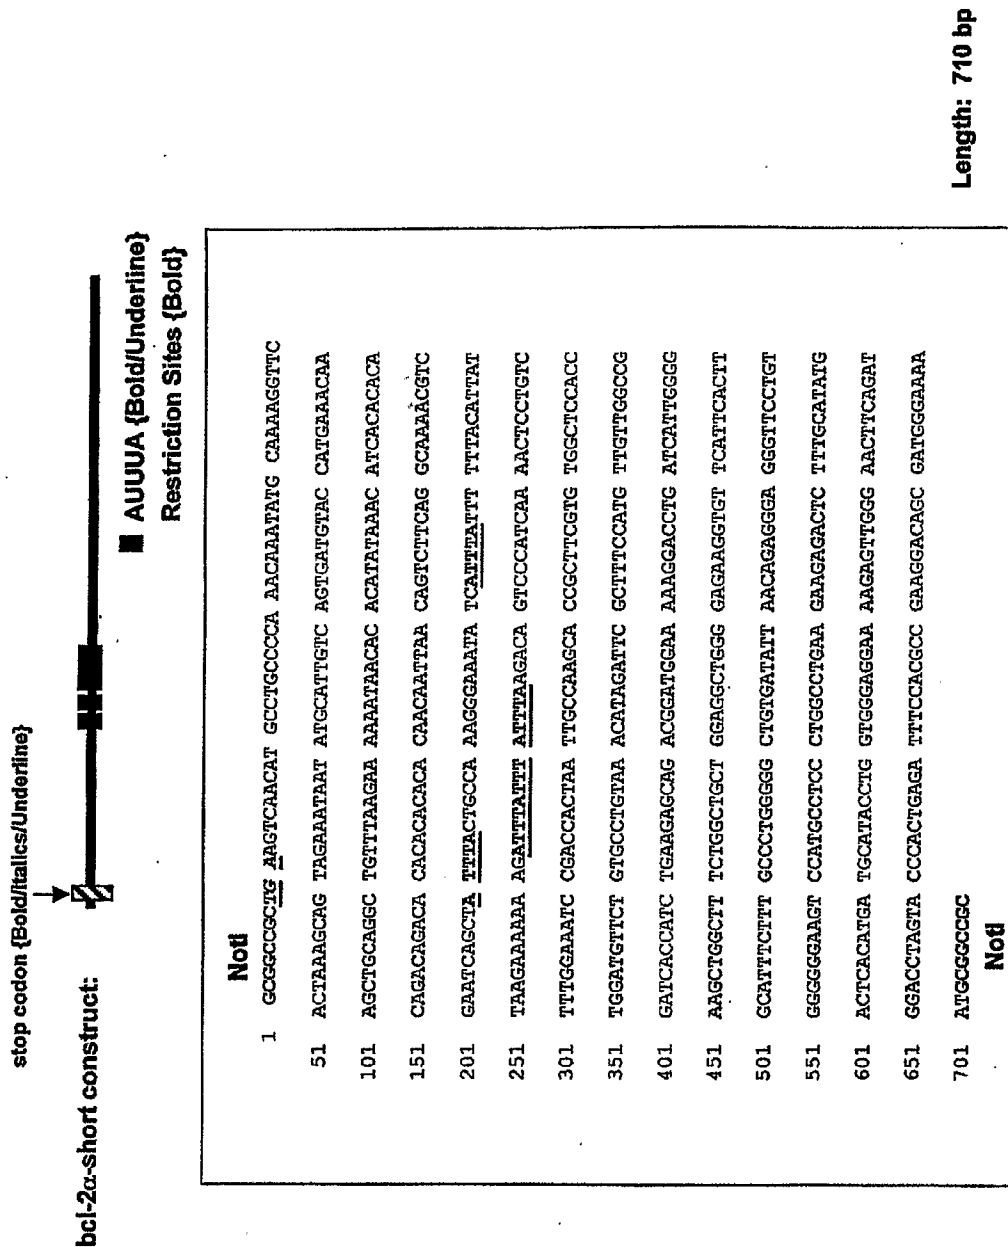 stop codon {Bold/Italics/Underline}
bcl-2α-short construct:
AUUUA {Bold/Underline}
Restriction Sites {Bold}
NotI
1 GCGGCCGCTG AAGTCAACAT GCCTGCCCCA AACAAATATG CAAAAGGTTC
51 ACTAAAGCAG TAGAAATAAT ATGCATTGTC AGTGATGTAC CATGAAACAA
101 AGCTGCAGGC TGTTTAAGAA AAAATAACAC ACATATAAAC ATCACACACA
151 CAGACAGACA CACACACACA CAACAATTAA CAGTCTTCAG GCAAAACGTC
201 GAATCAGCTA TTTACTGCCA AAGGGAAATA TCATTTATTT TTTACATTAT
251 TAAGAAAAAA AGATTTATTT ATTTAAGACA GTCCCATCAA AACTCCTGTC
301 TTTGGAAATC CGACCACTAA TTGCCAAGCA CCGCTTCGTG TGGCTCCACC
351 TGGATGTTCT GTGCCTGTAA ACATAGATTC GCTTTCCATG TTGTTGGCCG
401 GATCACCATC TGAAGAGCAG ACGGATGGAA AAAGGACCTG ATCATTGGGG
451 AAGCTGGCTT TCTGGCTGCT GGAGGCTGGG GAGAAGGTGT TCATTCACTT
501 GCATTTCTTT GCCCTGGGGG CTGTGATATT AACAGAGGGA GGGTTCCTGT
551 GGGGGGAAGT CCATGCCTCC CTGGCCTGAA GAAGAGACTC TTTGCATATG
601 ACTCACATGA TGCATACCTG GTGGGAGGAA AAGAGTTGGG AACTTCAGAT
651 GGACCTAGTA CCCACTGAGA TTTCCACGCC GAAGGACAGC GATGGGAAAA
701 ATGCGGCCGC
NotI
Length: 710 bp